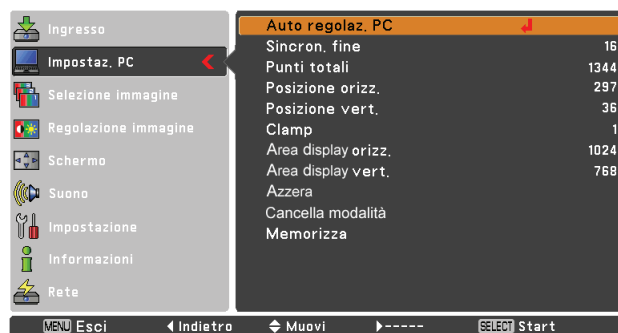 Ingresso
Impostaz. PC
Selezione immagine
Regolazione immagine
Schermo
Suono
Impostazione
Informazioni
Rete
Auto regolaz. PC
Sincron. fine 16
Punti totali 1344
Posizione orizz. 297
Posizione vert. 36
Clamp 1
Area display orizz. 1024
Area display vert. 768
Azzera
Cancella modalità
Memorizza
MENU Esci Indietro Muovi ----- SELECT Start